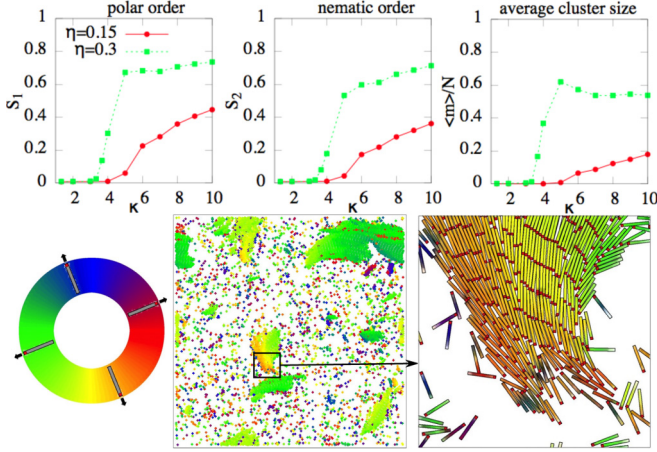 polar order
S1
1
0.8
0.6
0.4
0.2
0
η=0.15
η=0.3
2 4 6 8 10
κ
nematic order
S2
1
0.8
0.6
0.4
0.2
0
2 4 6 8 10
κ
average cluster size
<m>/N
1
0.8
0.6
0.4
0.2
0
2 4 6 8 10
κ